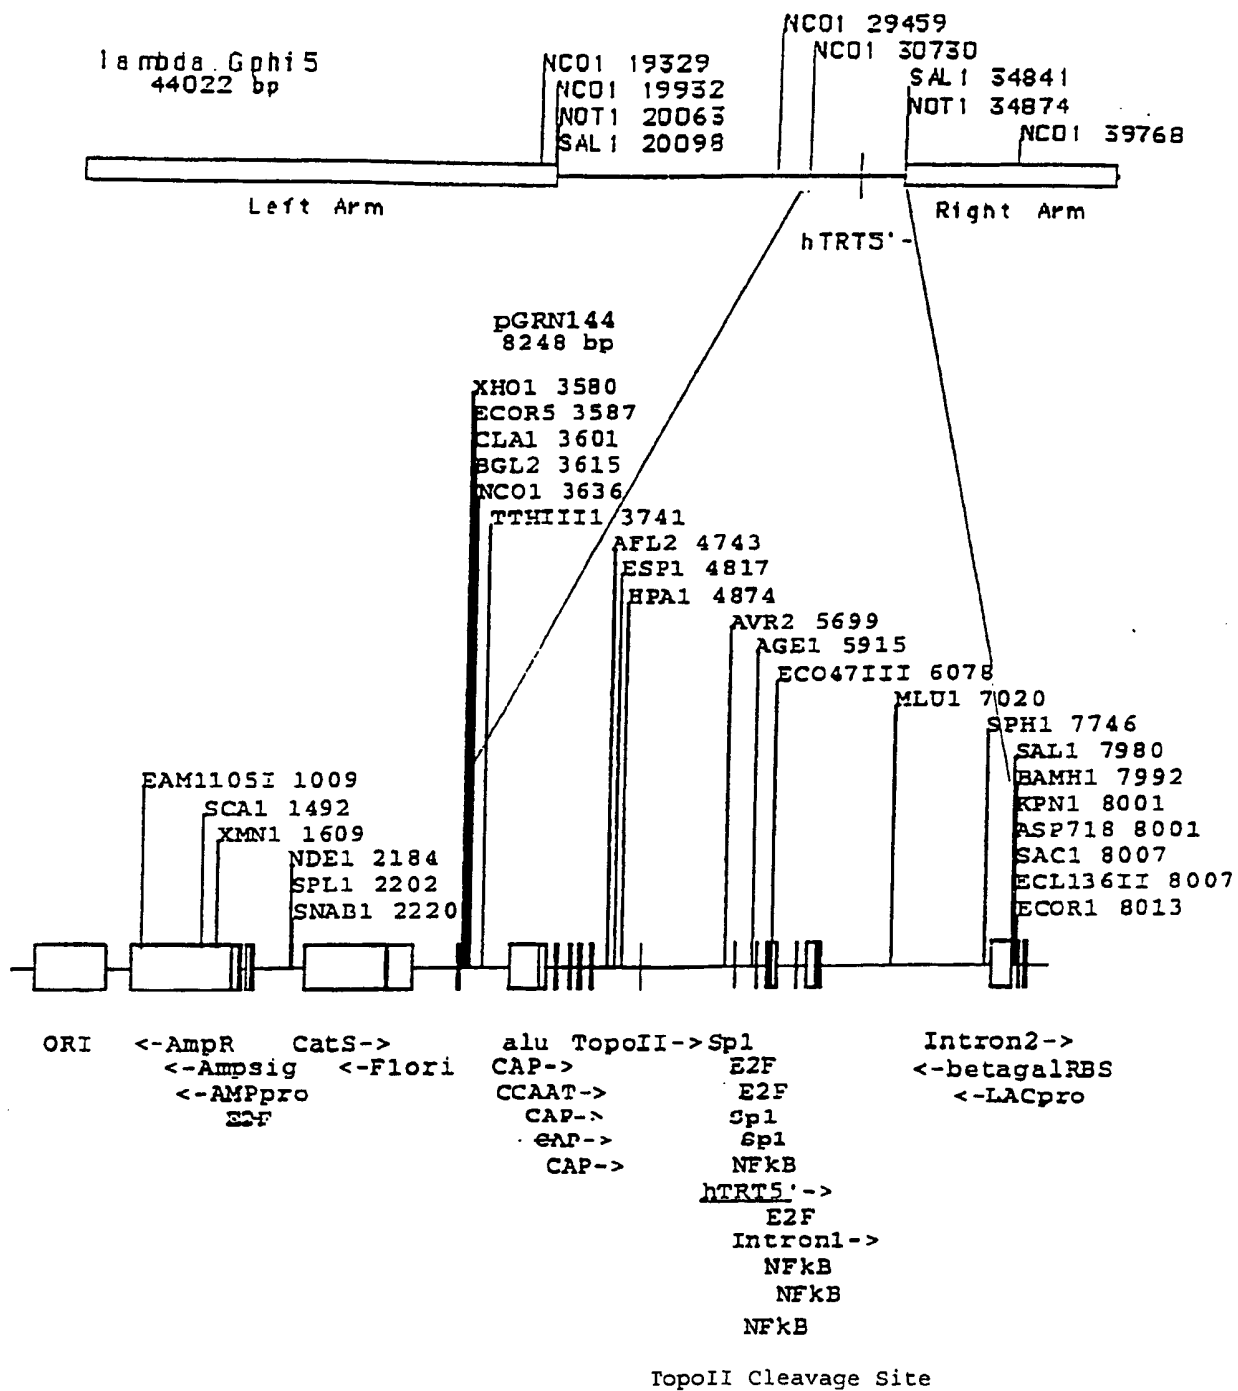 lambda.Gphi5
44022 bp
NCO1 29459
NCO1 30730
NCO1 19329
NCO1 19932
NOT1 20063
SAL1 20098
SAL1 34841
NOT1 34874
NCO1 39768
Left Arm
Right Arm
hTRT5'-
pGRN144
8248 bp
XHO1 3580
ECOR5 3587
CLA1 3601
BGL2 3615
NCO1 3636
TTHIII1 3741
AFL2 4743
ESP1 4817
HPA1 4874
AVR2 5699
AGE1 5915
ECO47III 6078
MLU1 7020
SPH1 7746
SAL1 7980
BAMH1 7992
KPN1 8001
ASP718 8001
SAC1 8007
ECL136II 8007
ECOR1 8013
EAM1105I 1009
SCA1 1492
XMN1 1609
NDE1 2184
SPL1 2202
SNAB1 2220
ORI <-AmpR CatS-> alu TopoII-> Sp1 Intron2->
<-Ampsig <-F1ori CAP-> E2F <-betagalRBS
<-AMPpro CCAAT-> E2F <-LACpro
E2F CAP-> Sp1
CAP-> Sp1
CAP-> NFkB
hTRT5'->
E2F
Intron1->
NFkB
NFkB
NFkB
TopoII Cleavage Site